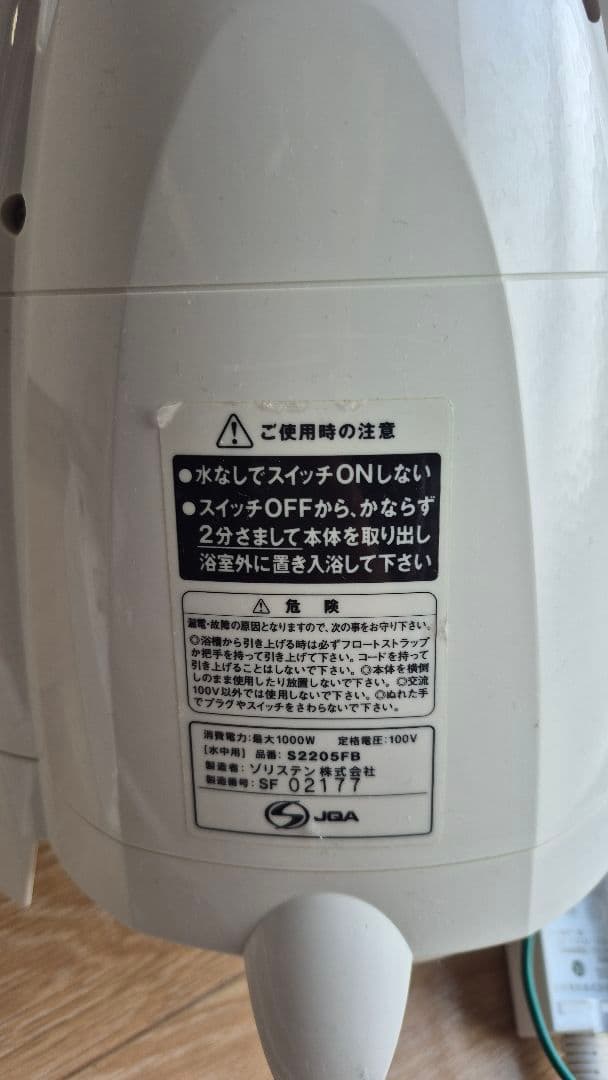 ⚠ ご使用時の注意
●水なしでスイッチONしない
●スイッチOFFから、かならず
2分さまして本体を取り出し
浴室外に置き入浴して下さい
⚠ 危険
漏電・故障の原因となりますので、次の事をお守り下さい。
◎浴槽から引き上げる時は必ずフロートストラップ
か把手を持って引き上げて下さい。コードを持って
引き上げることはしないで下さい。◎本体を横倒
しのまま使用したり放置しないで下さい。◎交流
100V以外では使用しないで下さい。◎ぬれた手
でプラグやスイッチをさわらないで下さい。
消費電力:最大1000W 定格電圧:100V
[水中用] 品番: S2205FB
製造者: ソリステン株式会社
製造番号: SF 02177
JQA